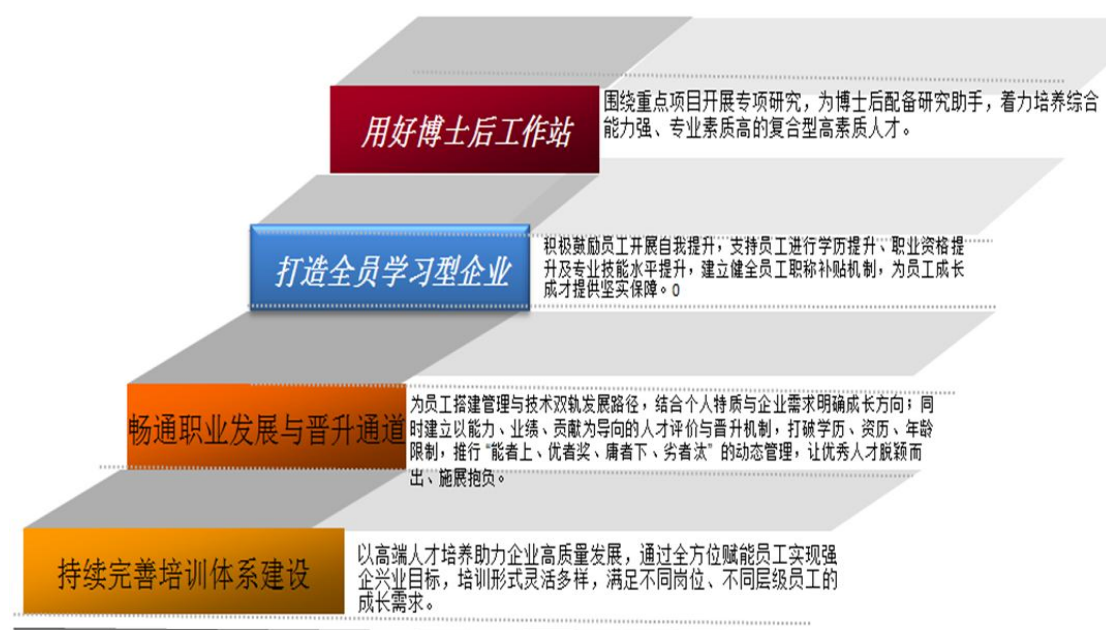 用好博士后工作站
围绕重点项目开展专项研究，为博士后配备研究助手，着力培养综合
能力强、专业素质高的复合型高素质人才。
打造全员学习型企业
积极鼓励员工开展自我提升，支持员工进行学历提升、职业资格提
升及专业技能水平提升，建立健全员工职称补贴机制，为员工成长
成才提供坚实保障。0
畅通职业发展与晋升通道
为员工搭建管理与技术双轨发展路径，结合个人特质与企业需求明确成长方向；同
时建立以能力、业绩、贡献为导向的人才评价与晋升机制，打破学历、资历、年龄
限制，推行“能者上、优者奖、庸者下、劣者汰”的动态管理，让优秀人才脱颖而
出、施展抱负。
持续完善培训体系建设
以高端人才培养助力企业高质量发展，通过全方位赋能员工实现强
企兴业目标，培训形式灵活多样，满足不同岗位、不同层级员工的
成长需求。